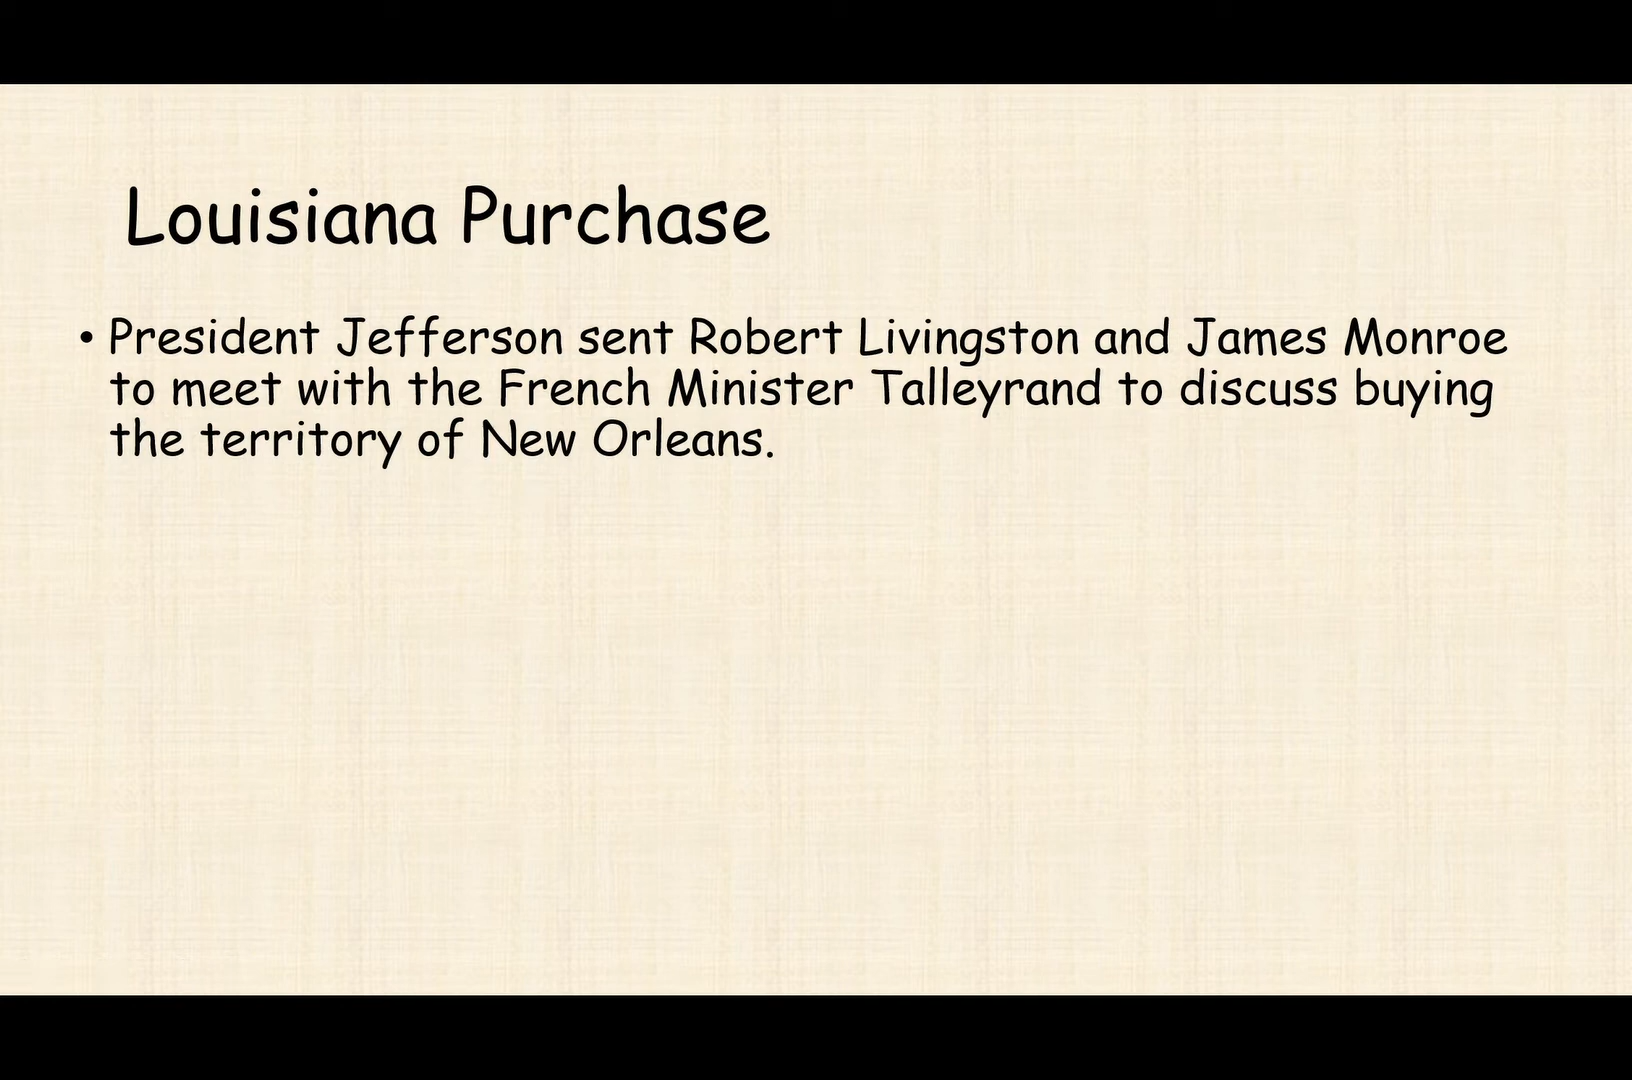 Louisiana Purchase
• President Jefferson sent Robert Livingston and James Monroe
to meet with the French Minister Talleyrand to discuss buying
the territory of New Orleans.